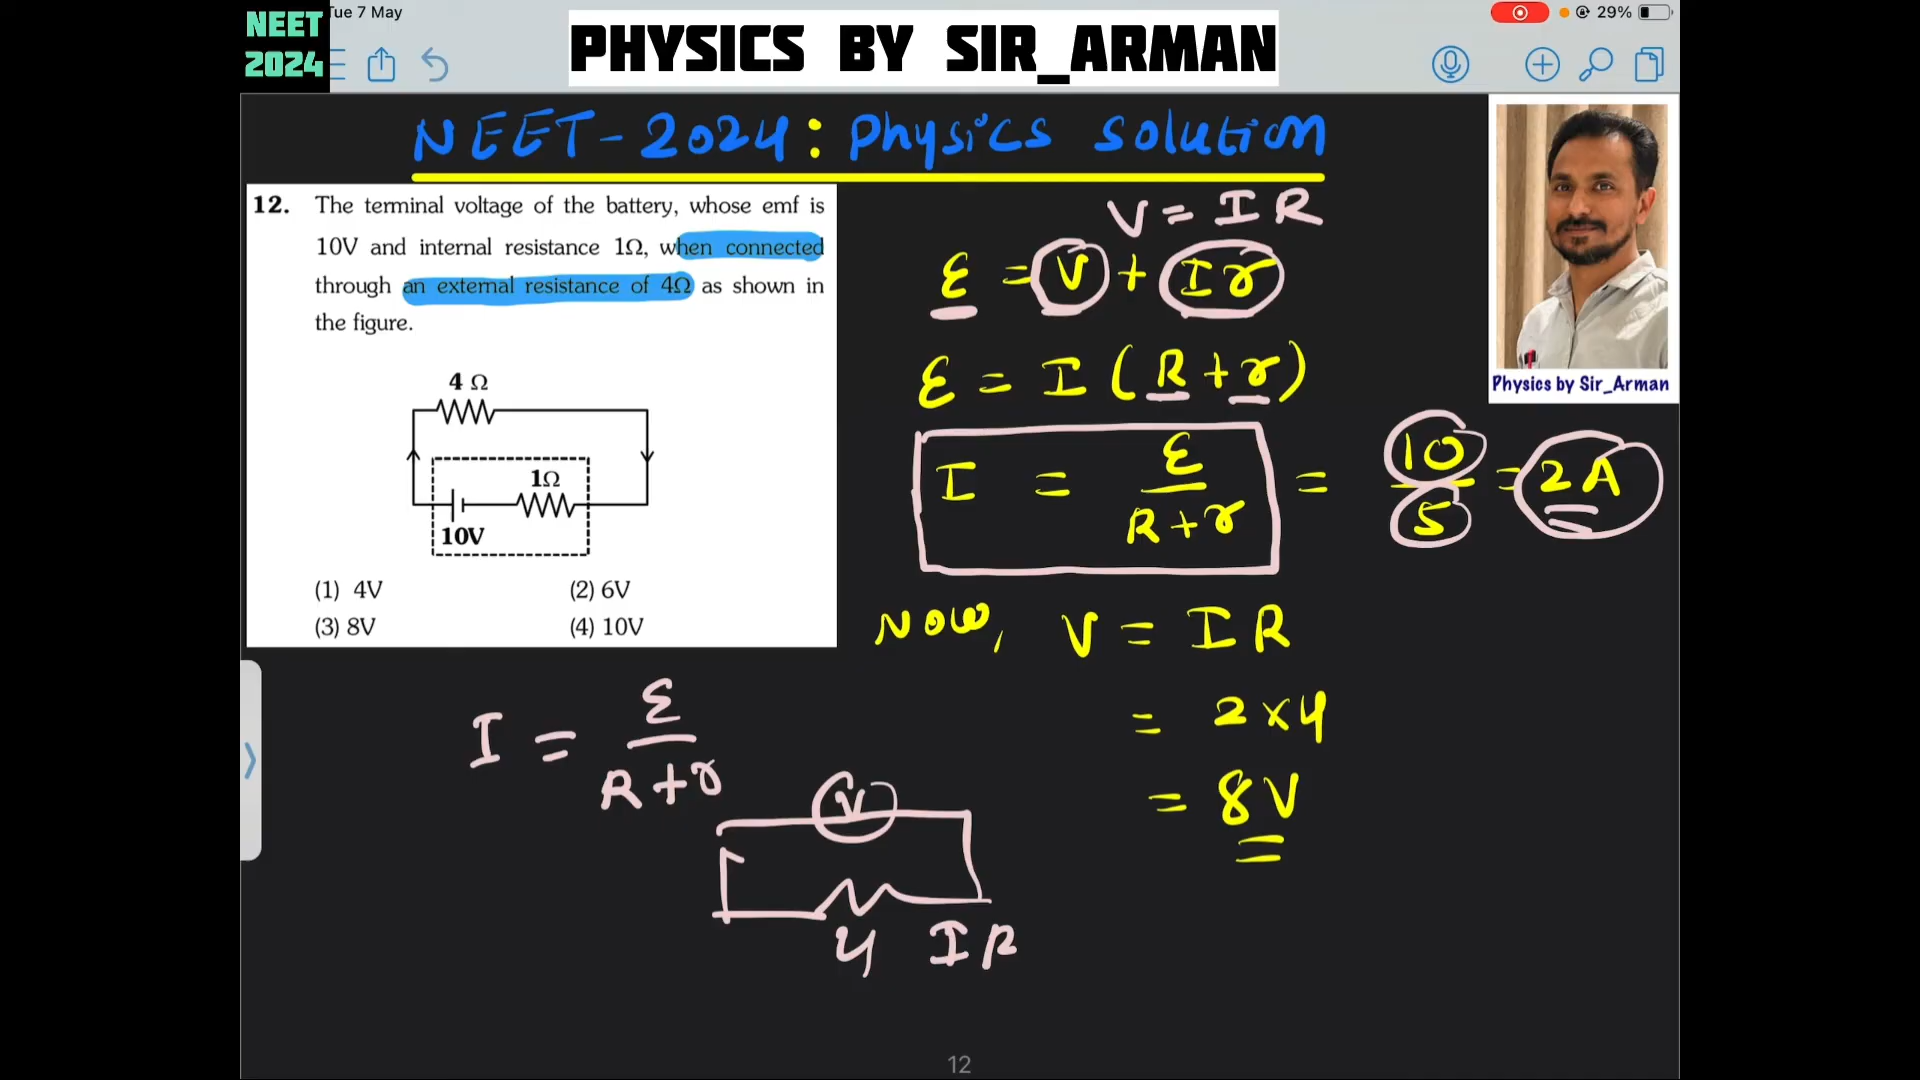 NEET
2024
Tue 7 May
PHYSICS BY SIR_ARMAN
29%
NEET-2024: Physics solution
12. The terminal voltage of the battery, whose emf is
10V and internal resistance 1Ω, when connected
through an external resistance of 4Ω as shown in
the figure.
4 Ω
1Ω
10V
(1) 4V (2) 6V
(3) 8V (4) 10V
V = IR
ε = V + Ir
ε = I (R+r)
I = ε / R+r = 10 / 5 = 2A
Now, V = IR
= 2×4
= 8V
Physics by Sir_Arman
I = ε / R+r
V
4 IR
12